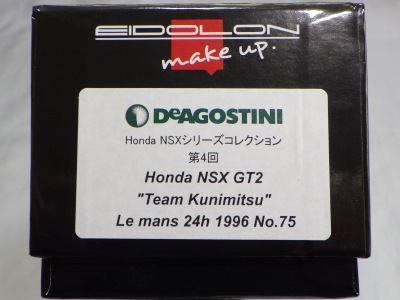 EIDOLON
make up.
DeAGOSTINI
Honda NSXシリーズコレクション
第4回
Honda NSX GT2
"Team Kunimitsu"
Le mans 24h 1996 No.75